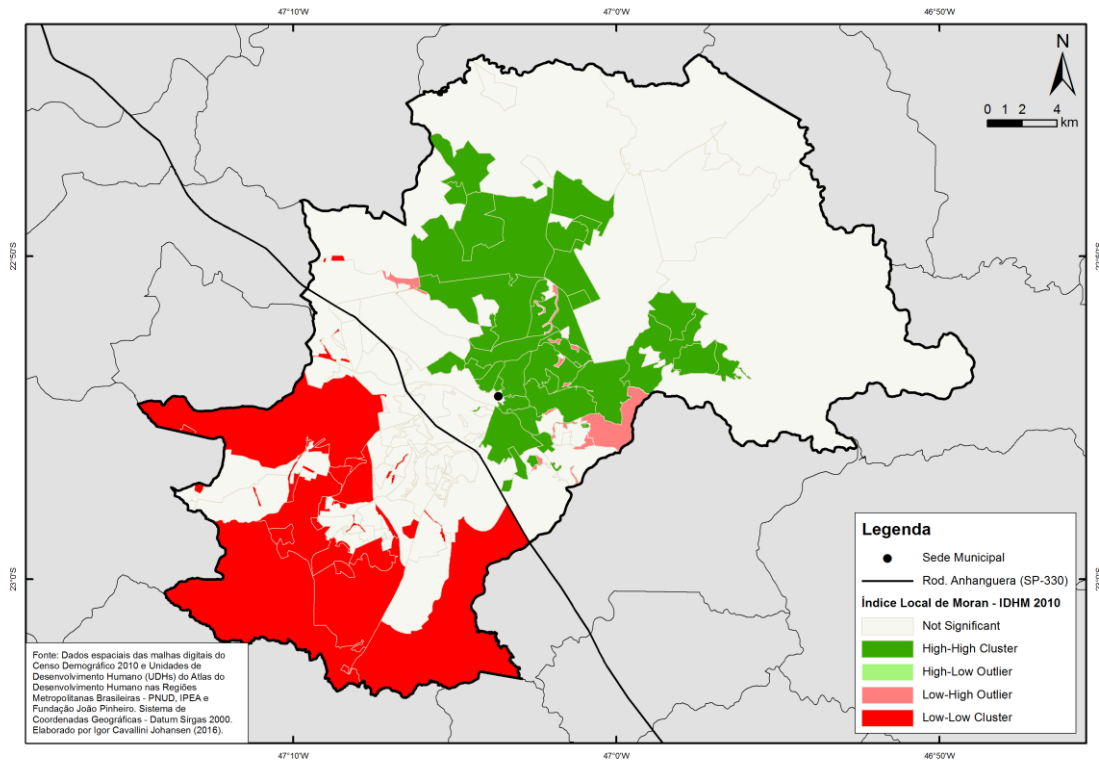 47°10'W
47°0'W
46°50'W
N
0 1 2 4
km
22°50'S
22°50'S
23°0'S
23°0'S
Legenda
Sede Municipal
Rod. Anhanguera (SP-330)
Índice Local de Moran - IDHM 2010
Not Significant
High-High Cluster
High-Low Outlier
Low-High Outlier
Low-Low Cluster
Fonte: Dados espaciais das malhas digitais do
Censo Demográfico 2010 e Unidades de
Desenvolvimento Humano (UDHs) do Atlas do
Desenvolvimento Humano nas Regiões
Metropolitanas Brasileiras - PNUD, IPEA e
Fundação João Pinheiro. Sistema de
Coordenadas Geográficas - Datum Sirgas 2000.
Elaborado por Igor Cavallini Johansen (2016).
47°10'W
47°0'W
46°50'W